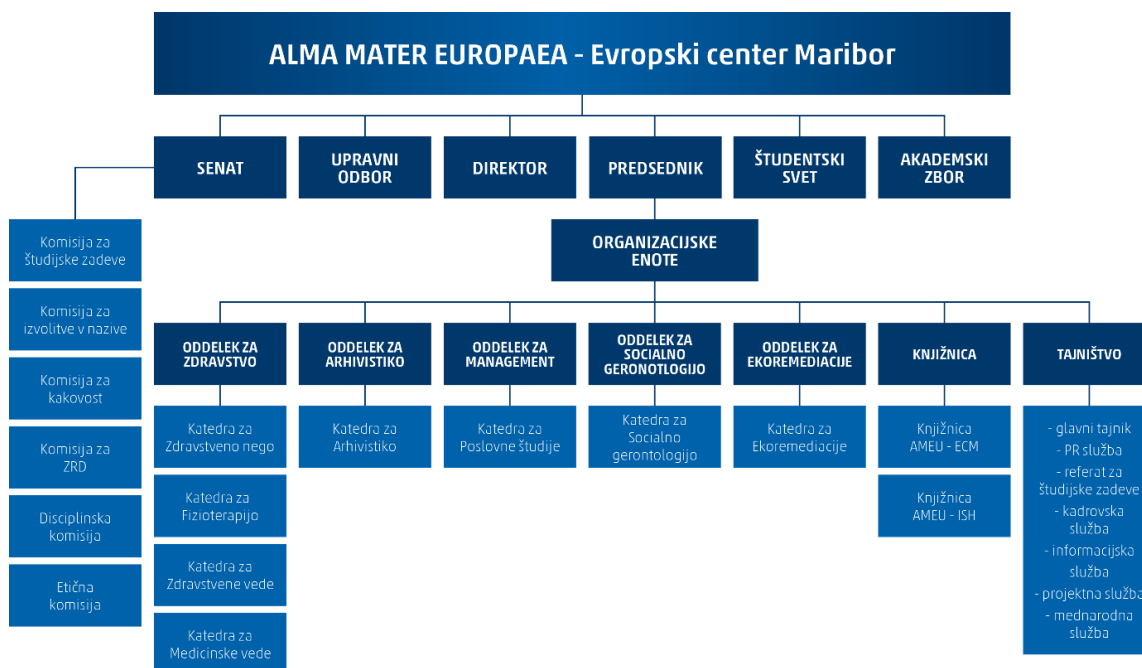 ALMA MATER EUROPAEA - Evropski center Maribor
SENAT
UPRAVNI
ODBOR
DIREKTOR
PREDSEDNIK
ŠTUDENTSKI
SVET
AKADEMSKI
ZBOR
Komisija za
študijske zadeve
Komisija za
izvolitve v nazive
Komisija za
kakovost
Komisija za
ZRD
Disciplinska
komisija
Etična
komisija
ORGANIZACIJSKE
ENOTE
ODDELEK ZA
ZDRAVSTVO
ODDELEK ZA
ARHIVISTIKO
ODDELEK ZA
MANAGEMENT
ODDELEK ZA
SOCIALNO
GERONOTLOGIJO
ODDELEK ZA
EKOREMEDIACIJE
KNJIŽNICA
TAJNIŠTVO
Katedra za
Zdravstveno nego
Katedra za
Fizioterapijo
Katedra za
Zdravstvene vede
Katedra za
Medicinske vede
Katedra za
Arhivistiko
Katedra za
Poslovne študije
Katedra za
Socialno
gerontologijo
Katedra za
Ekoremediacije
Knjižnica
AMEU - ECM
Knjižnica
AMEU - ISH
- glavni tajnik
- PR služba
- referat za
študijske zadeve
- kadrovska
služba
- informacijska
služba
- projektna služba
- mednarodna
služba